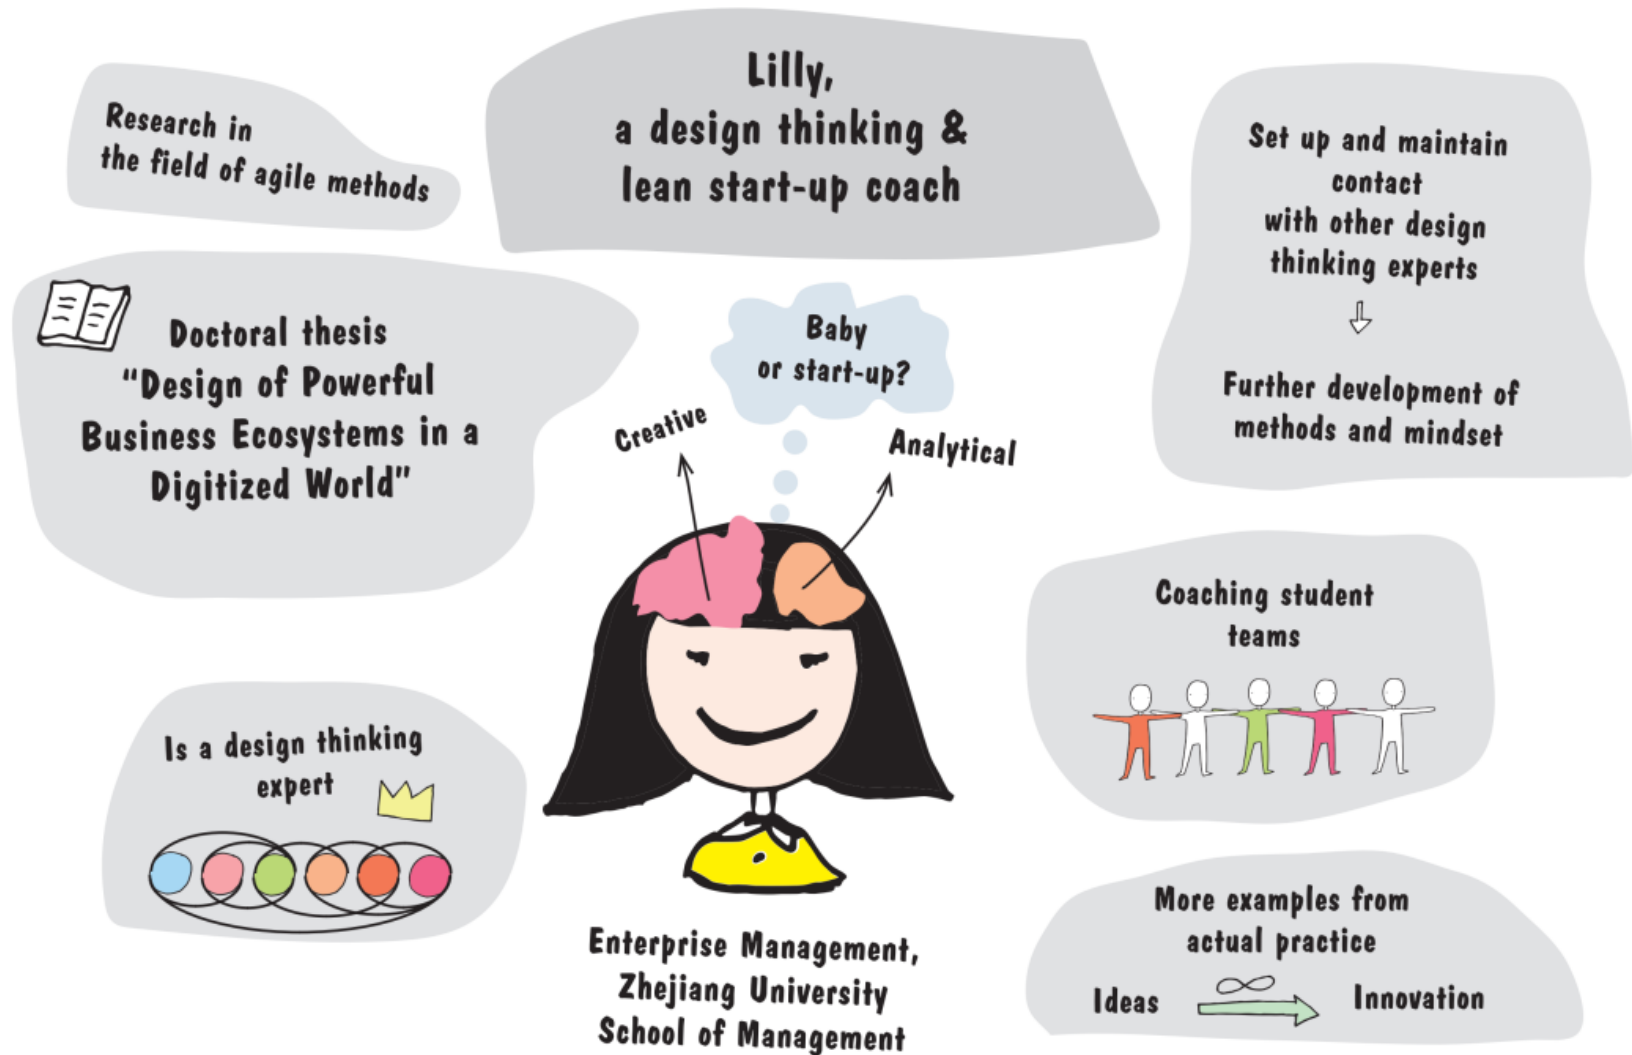 Lilly,
a design thinking &
lean start-up coach
Research in
the field of agile methods
Doctoral thesis
“Design of Powerful
Business Ecosystems in a
Digitized World”
Is a design thinking
expert
Baby
or start-up?
Creative
Analytical
Enterprise Management,
Zhejiang University
School of Management
Set up and maintain
contact
with other design
thinking experts
Further development of
methods and mindset
Coaching student
teams
More examples from
actual practice
Ideas
Innovation